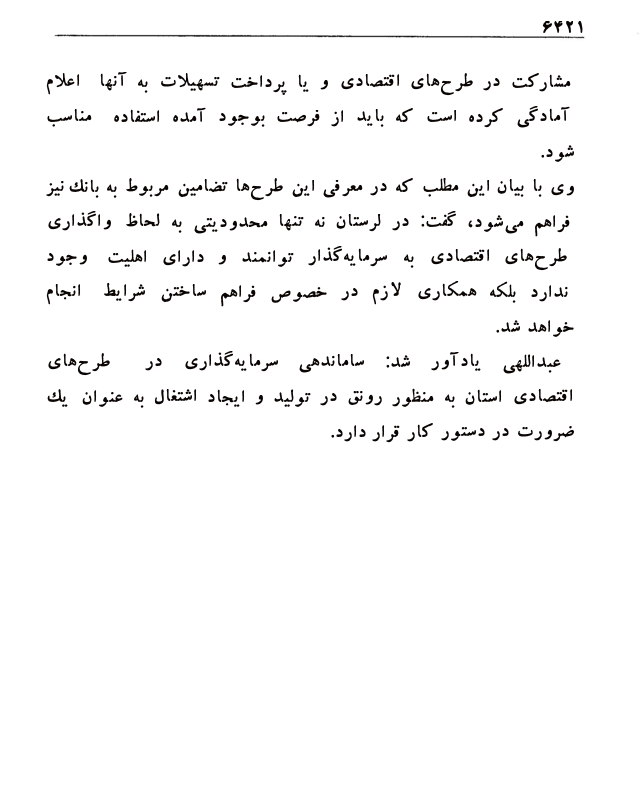 ۶۴۲۱
مشارکت در طرح‌های اقتصادی و یا پرداخت تسهیلات به آنها اعلام
آمادگی کرده است که باید از فرصت بوجود آمده استفاده مناسب
شود.
وی با بیان این مطلب که در معرفی این طرح‌ها تضامین مربوط به بانك نیز
فراهم می‌شود، گفت: در لرستان نه تنها محدودیتی به لحاظ واگذاری
طرح‌های اقتصادی به سرمایه‌گذار توانمند و دارای اهلیت وجود
ندارد بلکه همکاری لازم در خصوص فراهم ساختن شرایط انجام
خواهد شد.
عبداللهی یادآور شد: ساماندهی سرمایه‌گذاری در طرح‌های
اقتصادی استان به منظور رونق در تولید و ایجاد اشتغال به عنوان یك
ضرورت در دستور کار قرار دارد.